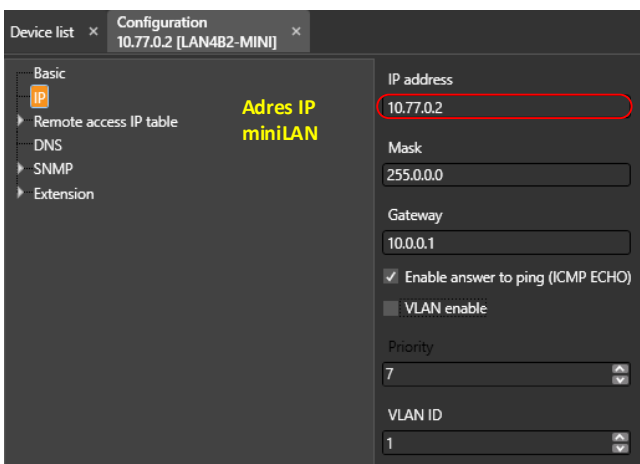 Device list ×
Configuration
10.77.0.2 [LAN4B2-MINI] ×
Basic
IP
Remote access IP table
DNS
SNMP
Extension
Adres IP
miniLAN
IP address
10.77.0.2
Mask
255.0.0.0
Gateway
10.0.0.1
Enable answer to ping (ICMP ECHO)
VLAN enable
Priority
7
VLAN ID
1